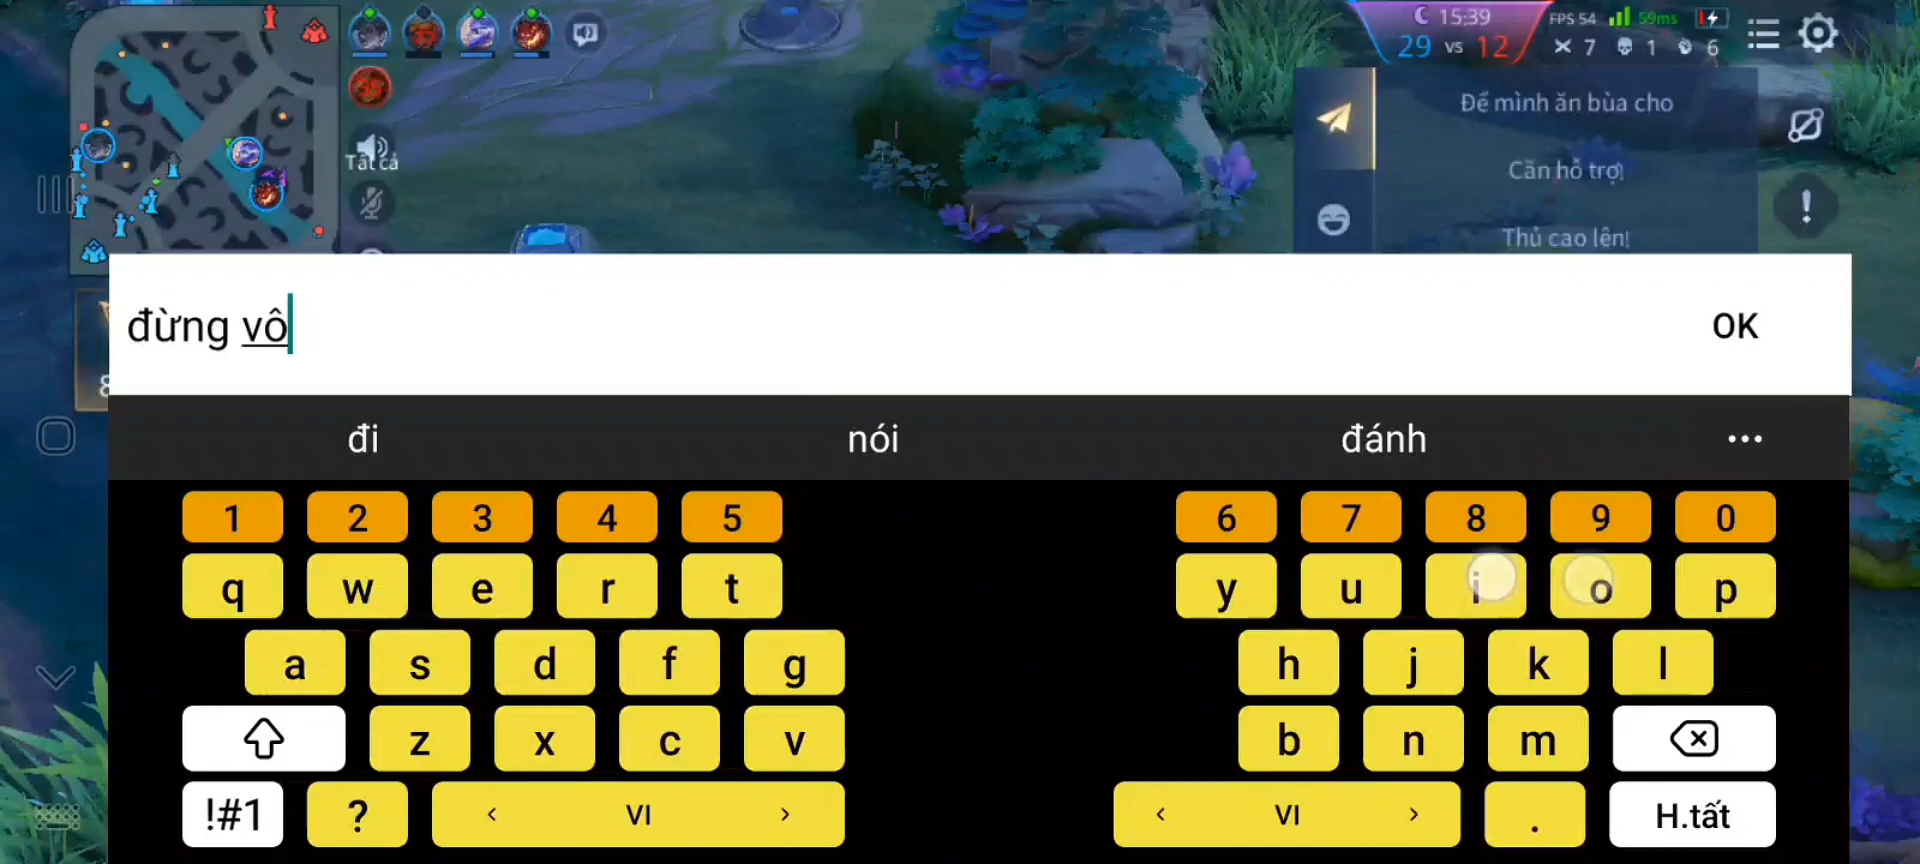 15:39
29 vs 12
FPS 54
59ms
7 1 6
Để mình ăn bùa cho
Cần hỗ trợ!
Thủ cao lên!
Tất cả
đừng vô
OK
đi nói đánh
1 2 3 4 5 6 7 8 9 0
q w e r t y u i o p
a s d f g h j k l
z x c v b n m
!#1 ? < VI > < VI > . H.tất